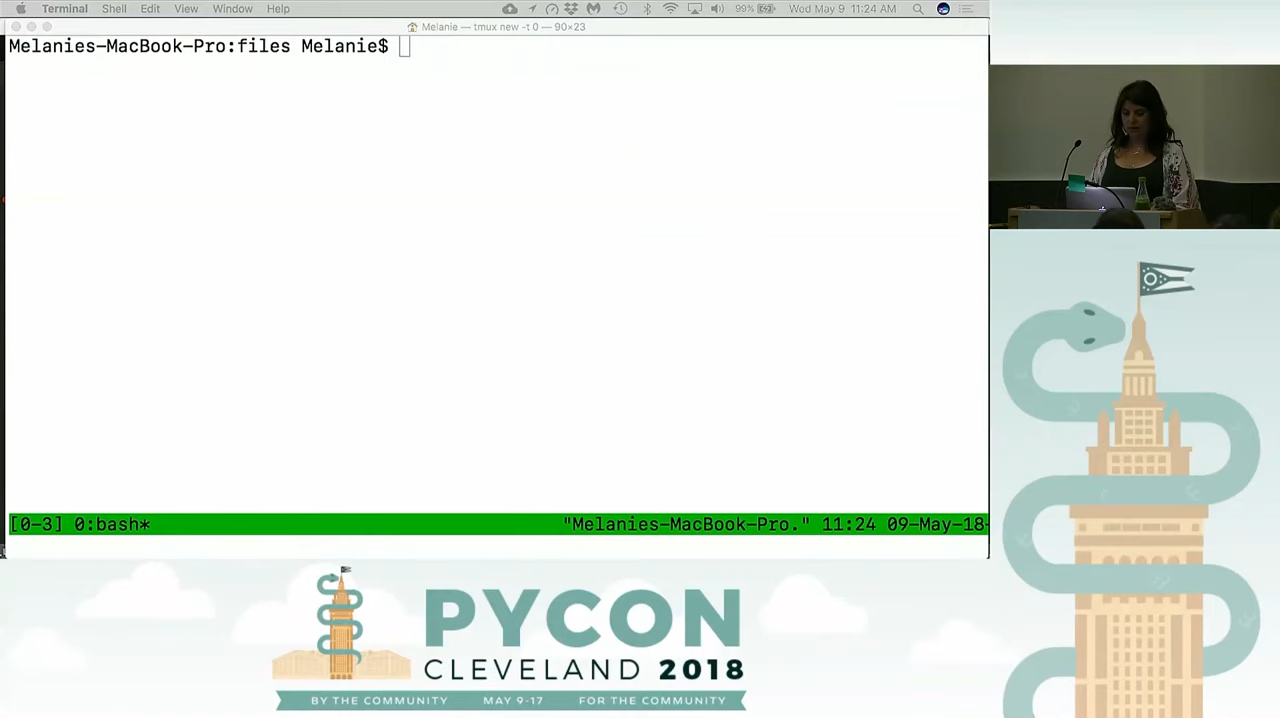 Terminal Shell Edit View Window Help 99% Wed May 9 11:24 AM
Melanie — tmux new -t 0 — 90×23
Melanies-MacBook-Pro:files Melanie$
[0-3] 0:bash* "Melanies-MacBook-Pro." 11:24 09-May-18
PYCON
CLEVELAND 2018
BY THE COMMUNITY MAY 9-17 FOR THE COMMUNITY